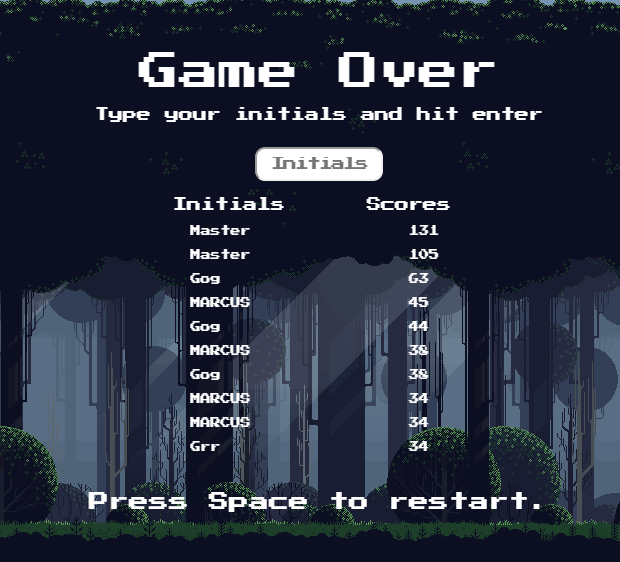 Game Over
Type your initials and hit enter
Initials
Initials Scores
Master 131
Master 105
Gog 63
MARCUS 45
Gog 44
MARCUS 38
Gog 38
MARCUS 34
MARCUS 34
Grr 34
Press Space to restart.